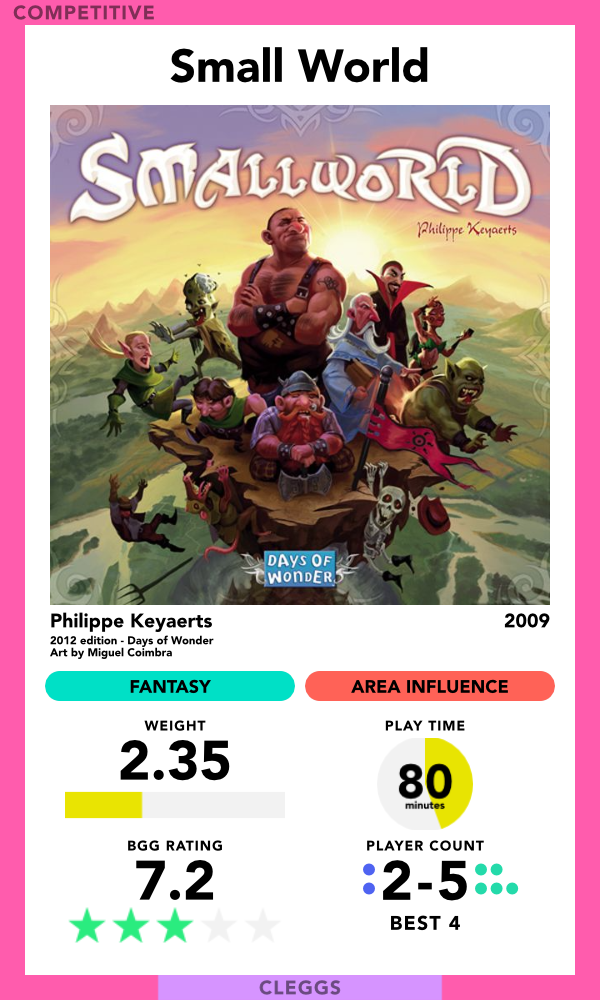 COMPETITIVE
Small World
SMALLWORLD
Philippe Keyaerts
DAYS OF
WONDER
Philippe Keyaerts 2009
2012 edition - Days of Wonder
Art by Miguel Coimbra
FANTASY AREA INFLUENCE
WEIGHT PLAY TIME
2.35 80
minutes
BGG RATING PLAYER COUNT
7.2 2-5
BEST 4
CLEGGS